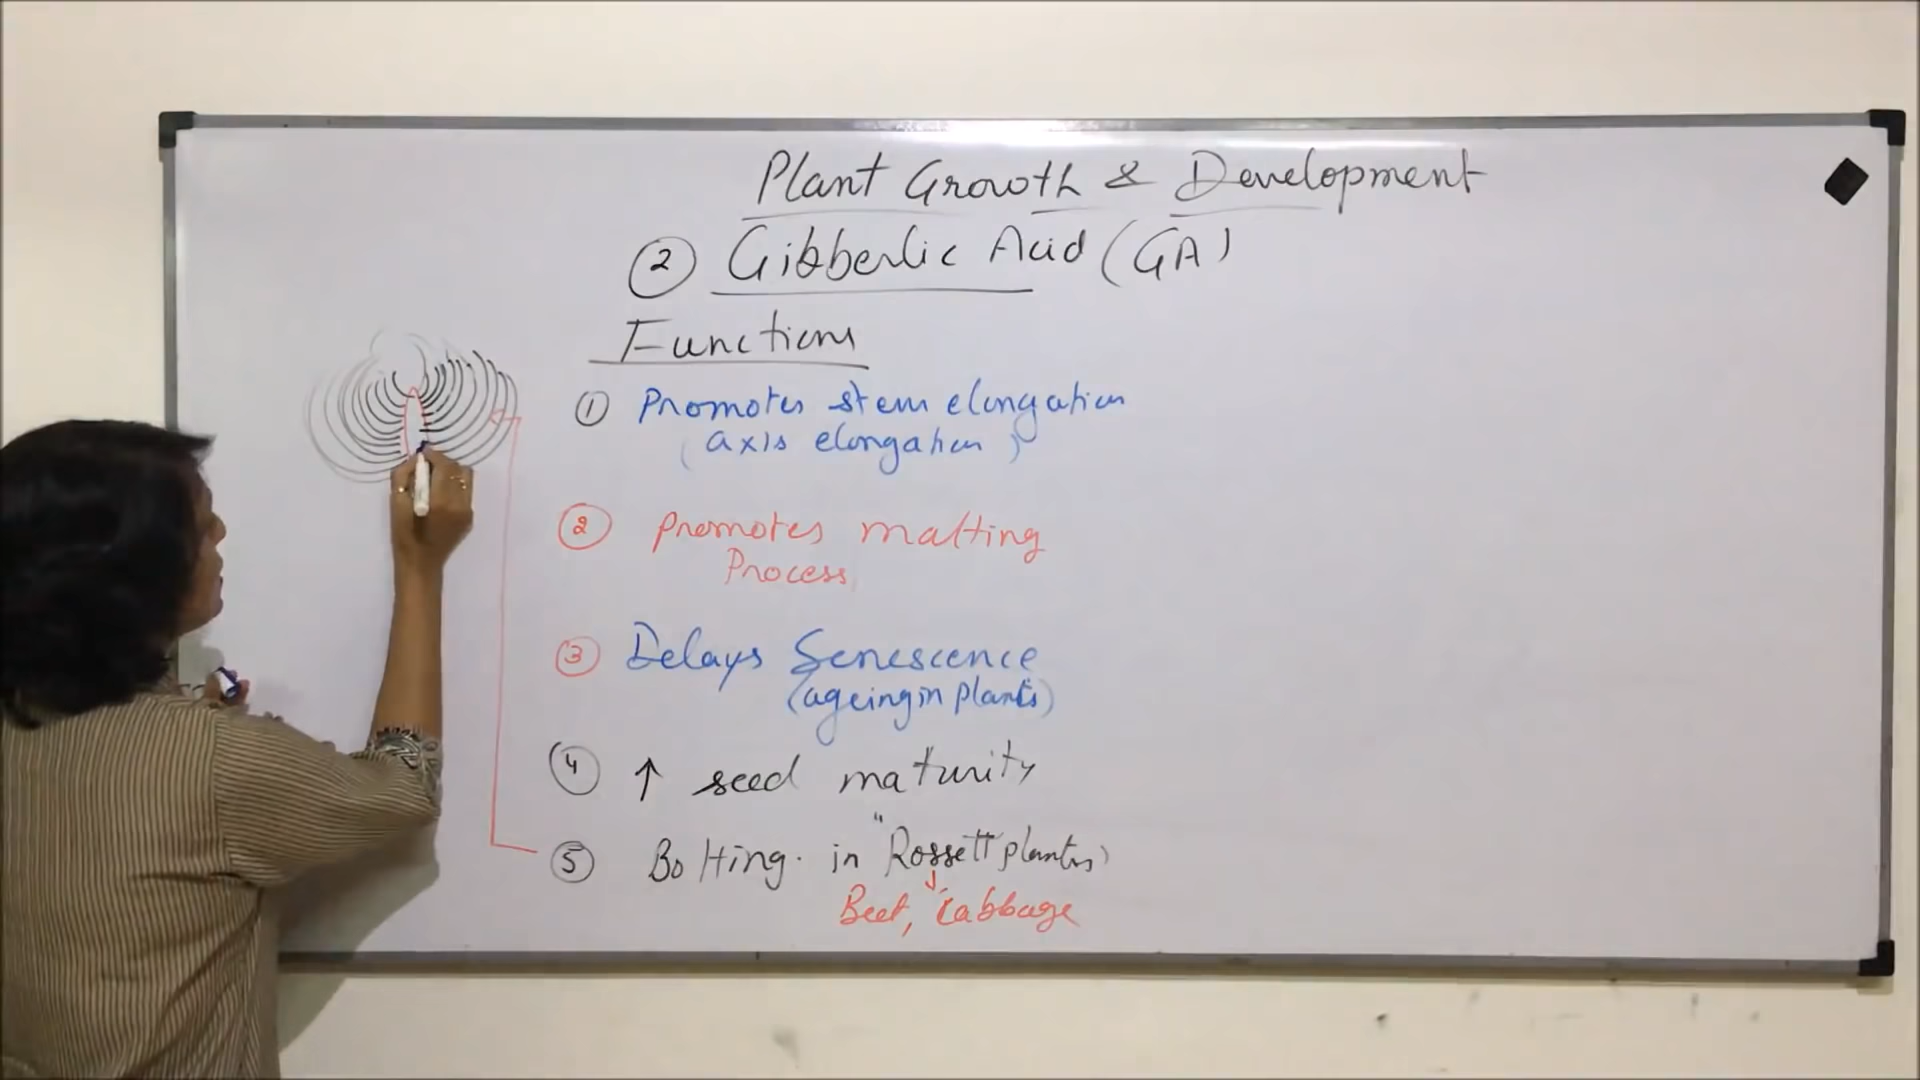 Plant Growth & Development
② Gibberlic Acid (GA)
Functions
① Promotes stem elongation
(axis elongation)
② Promotes malting
Process
③ Delays Senescence
(ageing in plants)
④ ↑ seed maturity
⑤ Bolting. in "Rossett plants)
↓
Beet, Cabbage